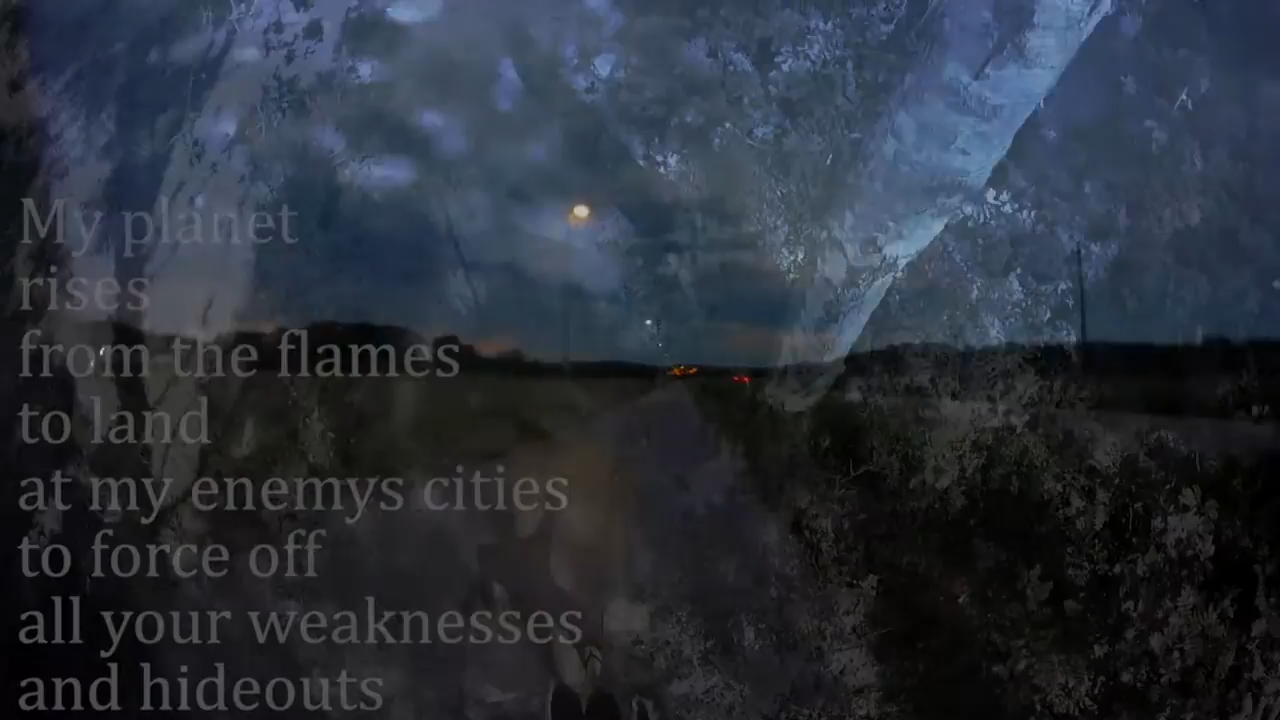 My planet
rises
from the flames
to land
at my enemys cities
to force off
all your weaknesses
and hideouts